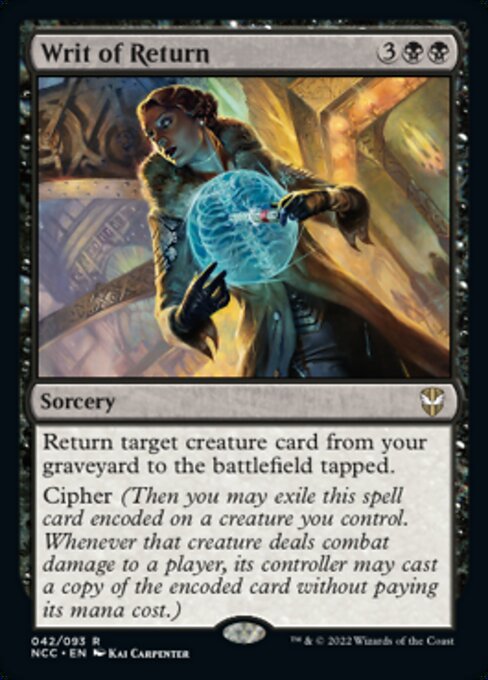 Writ of Return 3
Sorcery
Return target creature card from your
graveyard to the battlefield tapped.
Cipher (Then you may exile this spell
card encoded on a creature you control.
Whenever that creature deals combat
damage to a player, its controller may cast
a copy of the encoded card without paying
its mana cost.)
042/093 R
NCC • EN Kai Carpenter
™ & © 2022 Wizards of the Coast